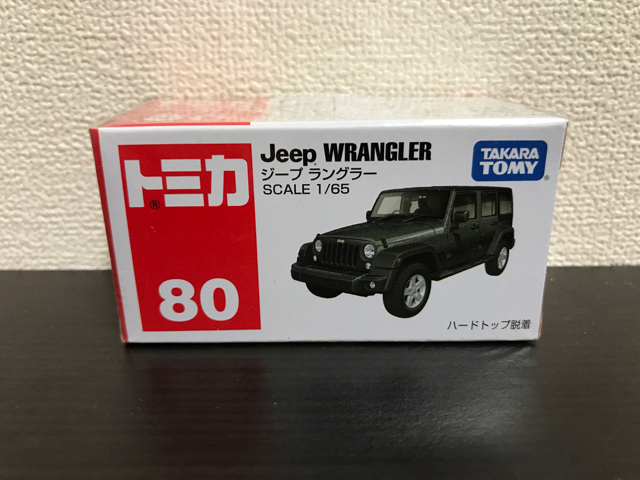 トミカ®
80
Jeep WRANGLER
ジープ ラングラー
SCALE 1/65
TAKARA
TOMY
ハードトップ脱着